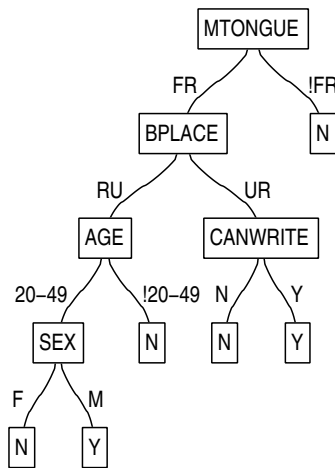 MTONGUE
FR !FR
BPLACE N
RU UR
AGE CANWRITE
20–49 !20–49 N Y
SEX N N Y
F M
N Y